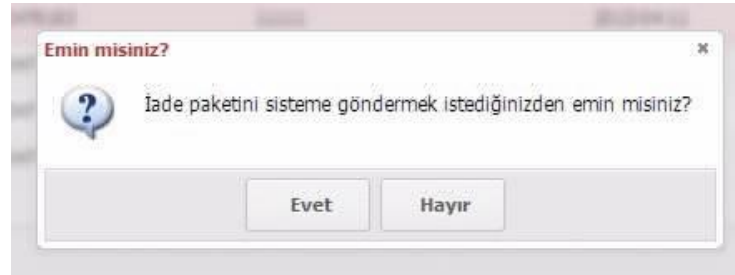 Emin misiniz?
İade paketini sisteme göndermek istediğinizden emin misiniz?
Evet Hayır